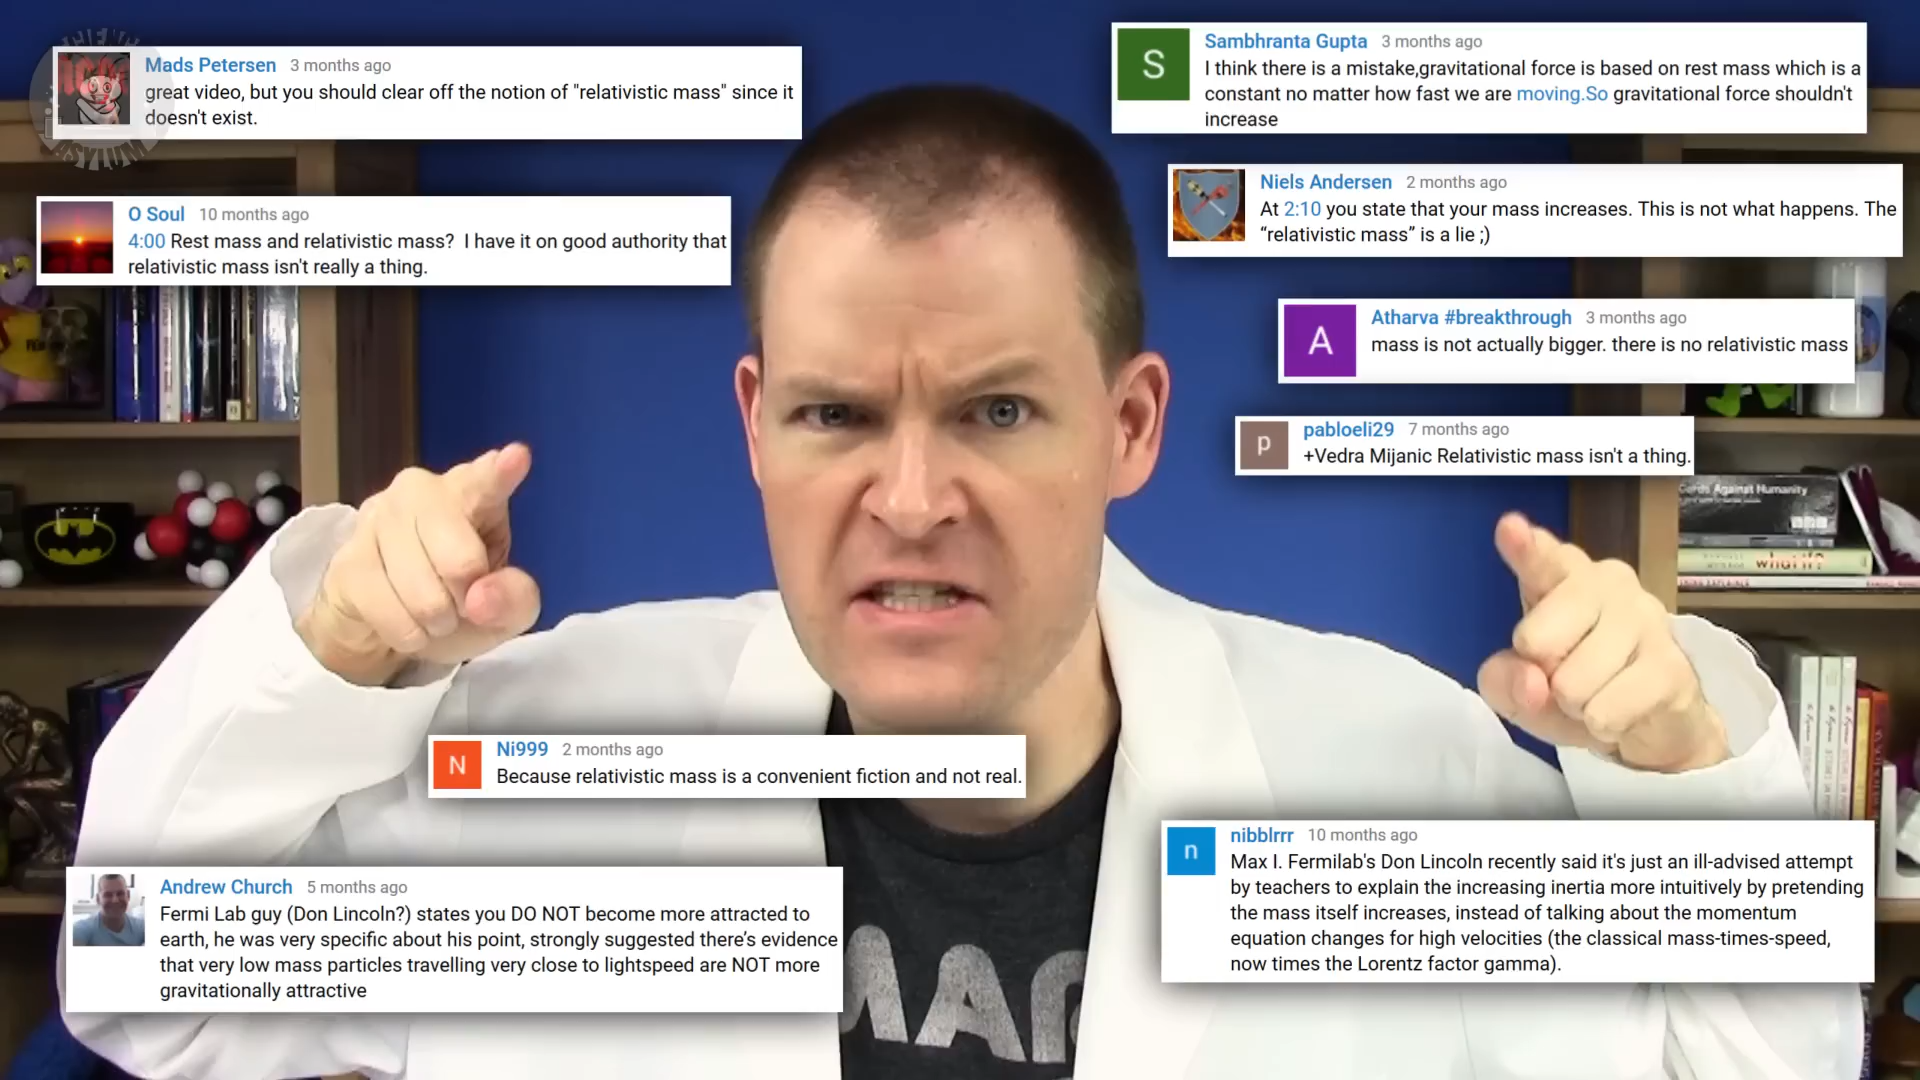 SCIENCE
ASYLUM
Mads Petersen 3 months ago
great video, but you should clear off the notion of "relativistic mass" since it
doesn't exist.
O Soul 10 months ago
4:00 Rest mass and relativistic mass?  I have it on good authority that
relativistic mass isn't really a thing.
S
Sambhranta Gupta 3 months ago
I think there is a mistake,gravitational force is based on rest mass which is a
constant no matter how fast we are moving.So gravitational force shouldn't
increase
Niels Andersen 2 months ago
At 2:10 you state that your mass increases. This is not what happens. The
“relativistic mass” is a lie ;)
A
Atharva #breakthrough 3 months ago
mass is not actually bigger. there is no relativistic mass
p
pabloeli29 7 months ago
+Vedra Mijanic Relativistic mass isn't a thing.
Cards Against Humanity
what if?
N
Ni999 2 months ago
Because relativistic mass is a convenient fiction and not real.
Andrew Church 5 months ago
Fermi Lab guy (Don Lincoln?) states you DO NOT become more attracted to
earth, he was very specific about his point, strongly suggested there’s evidence
that very low mass particles travelling very close to lightspeed are NOT more
gravitationally attractive
n
nibblrrr 10 months ago
Max I. Fermilab's Don Lincoln recently said it's just an ill-advised attempt
by teachers to explain the increasing inertia more intuitively by pretending
the mass itself increases, instead of talking about the momentum
equation changes for high velocities (the classical mass-times-speed,
now times the Lorentz factor gamma).